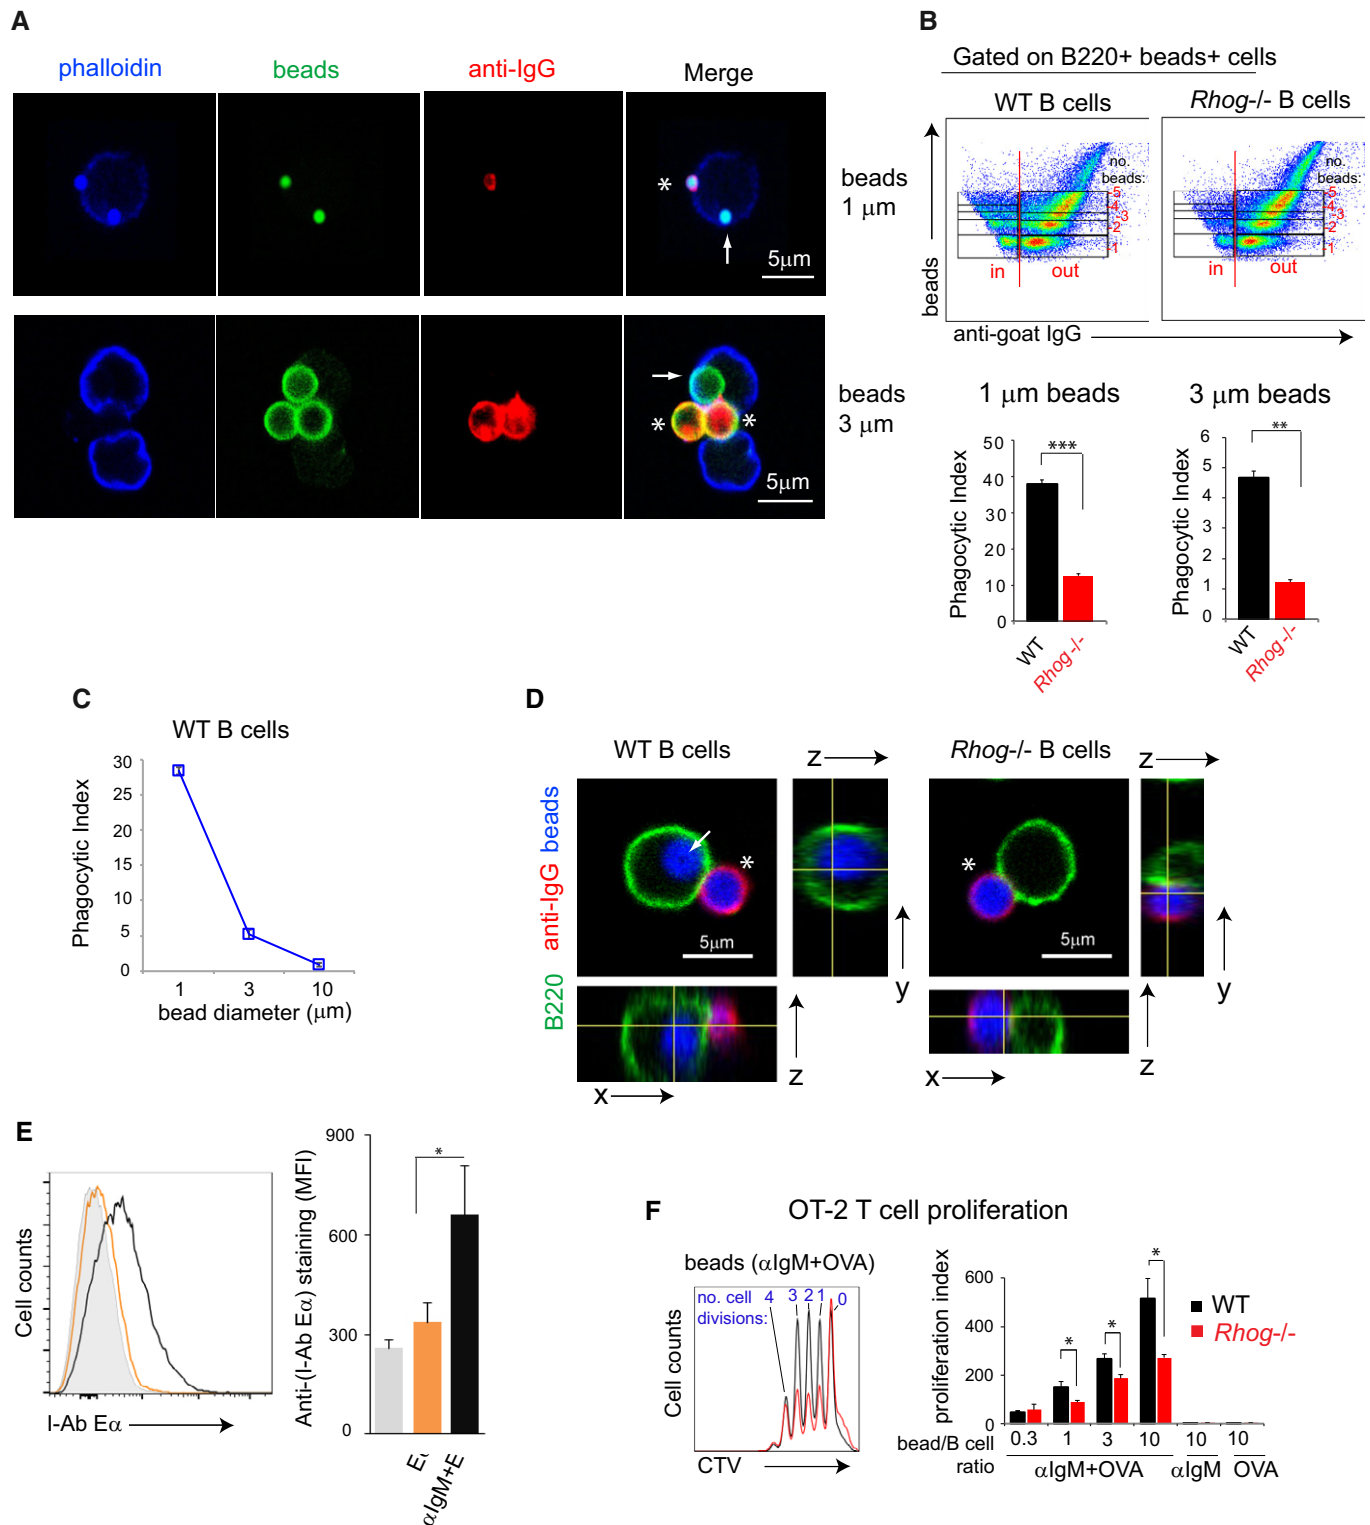 A
phalloidin
beads
anti-IgG
Merge
*
5μm
beads
1 μm
*
*
5μm
beads
3 μm
B
Gated on B220+ beads+ cells
WT B cells
Rhog-/- B cells
no.
beads:
-5
-4
-3
-2
-1
in
out
no.
beads:
-5
-4
-3
-2
-1
in
out
beads
anti-goat IgG
1 μm beads
3 μm beads
Phagocytic Index
50
40
30
20
10
0
***
WT
Rhog-/-
Phagocytic Index
6
5
4
3
2
1
0
**
WT
Rhog-/-
C
WT B cells
Phagocytic Index
30
25
20
15
10
5
0
1
3
10
bead diameter (μm)
D
WT B cells
Rhog-/- B cells
B220 anti-IgG beads
*
5μm
z
y
x
z
*
5μm
z
y
x
z
E
Cell counts
I-Ab Eα
Anti-(I-Ab Eα) staining (MFI)
900
600
300
0
*
αIgM+E
F
OT-2 T cell proliferation
beads (αIgM+OVA)
no. cell
divisions:
4
3
2
1
0
Cell counts
CTV
proliferation index
600
400
200
0
*
*
*
WT
Rhog-/-
bead/B cell
ratio
0.3
1
3
10
10
10
αIgM+OVA
αIgM
OVA